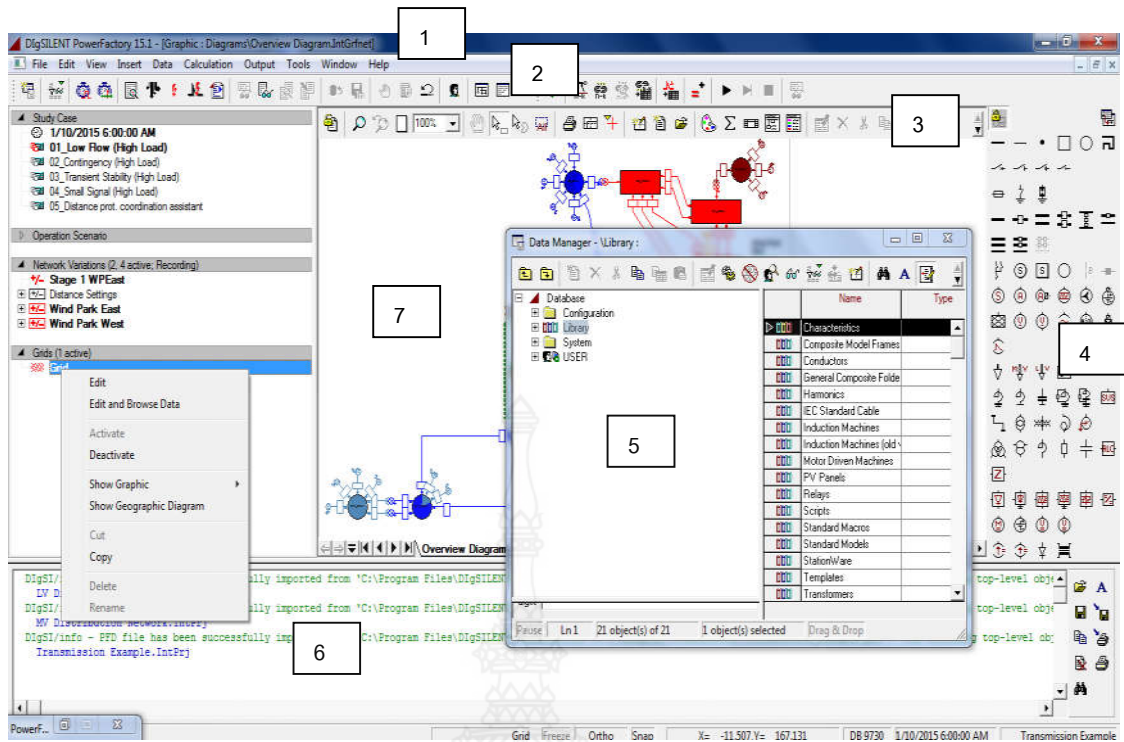 DIgSILENT PowerFactory 15.1 - [Graphic : Diagrams\Overview Diagram.IntGrfnet]
1
File Edit View Insert Data Calculation Output Tools Window Help
2
100%
3
Study Case
1/10/2015 6:00:00 AM
01_Low Flow (High Load)
02_Contingency (High Load)
03_Transient Stability (High Load)
04_Small Signal (High Load)
05_Distance prot. coordination assistant
Operation Scenario
Network Variations (2, 4 active; Recording)
Stage 1 WPEast
Distance Settings
Wind Park East
Wind Park West
Grids (1 active)
Grid
Edit
Edit and Browse Data
Activate
Deactivate
Show Graphic
Show Geographic Diagram
Cut
Copy
Delete
Rename
7
Overview Diagram
Data Manager - \Library :
Database
Configuration
Library
System
USER
5
Name Type
Characteristics
Composite Model Frames
Conductors
General Composite Folde
Harmonics
IEC Standard Cable
Induction Machines
Induction Machines (old
Motor Driven Machines
PV Panels
Relays
Scripts
Standard Macros
Standard Models
StationWare
Templates
Transformers
Pause Ln 1 21 object(s) of 21 1 object(s) selected Drag & Drop
4
DIgSI/ fully imported from 'C:\Program Files\DIgSILEN top-level obje
LV D
DIgSI/ fully imported from 'C:\Program Files\DIgSILEN top-level obje
MV Distribution Network.IntPrj
DIgSI/info - PFD file has been successfully imp 'C:\Program Files\DIgSILEN g top-level obj
Transmission Example.IntPrj
6
PowerF...
Grid Freeze Ortho Snap X= -11.507,Y= 167.131 DB 9730 1/10/2015 6:00:00 AM Transmission Example